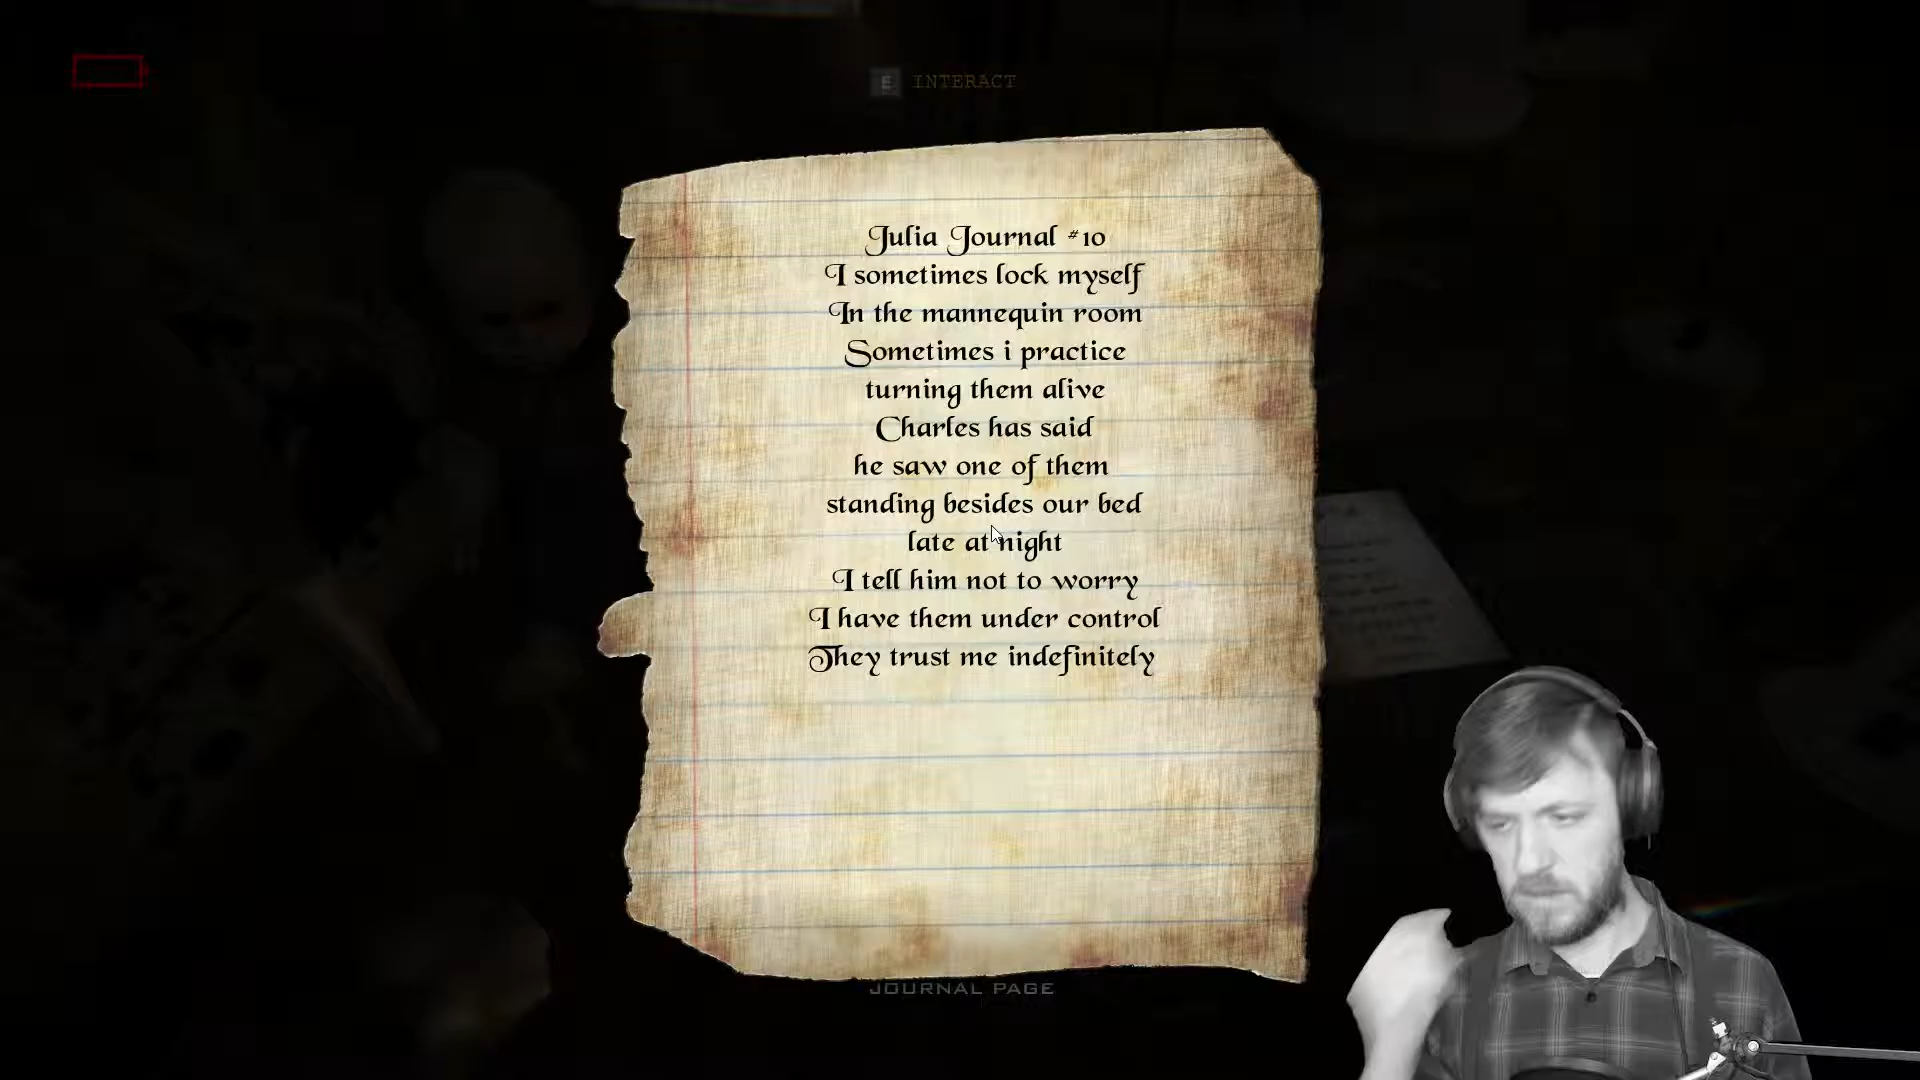 E INTERACT
Julia Journal #10
I sometimes lock myself
In the mannequin room
Sometimes i practice
turning them alive
Charles has said
he saw one of them
standing besides our bed
late at night
I tell him not to worry
I have them under control
They trust me indefinitely
JOURNAL PAGE